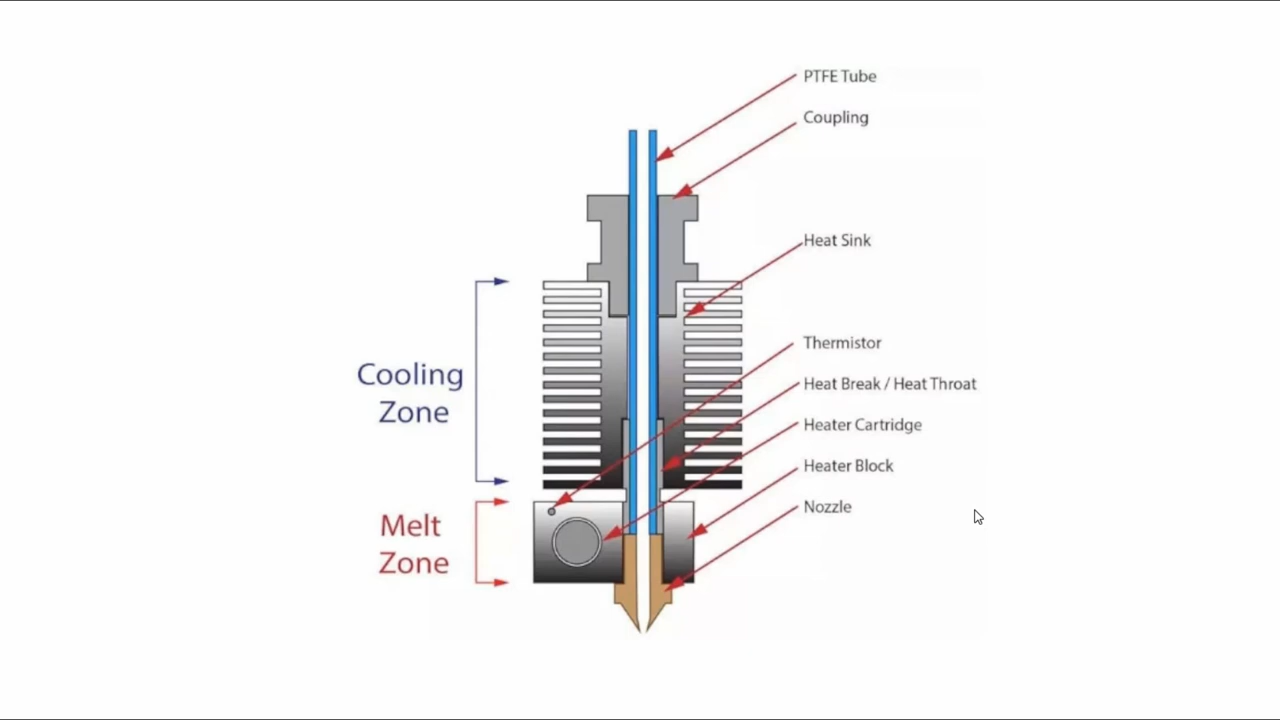 PTFE Tube
Coupling
Heat Sink
Thermistor
Cooling
Zone
Heat Break / Heat Throat
Heater Cartridge
Heater Block
Melt
Zone
Nozzle